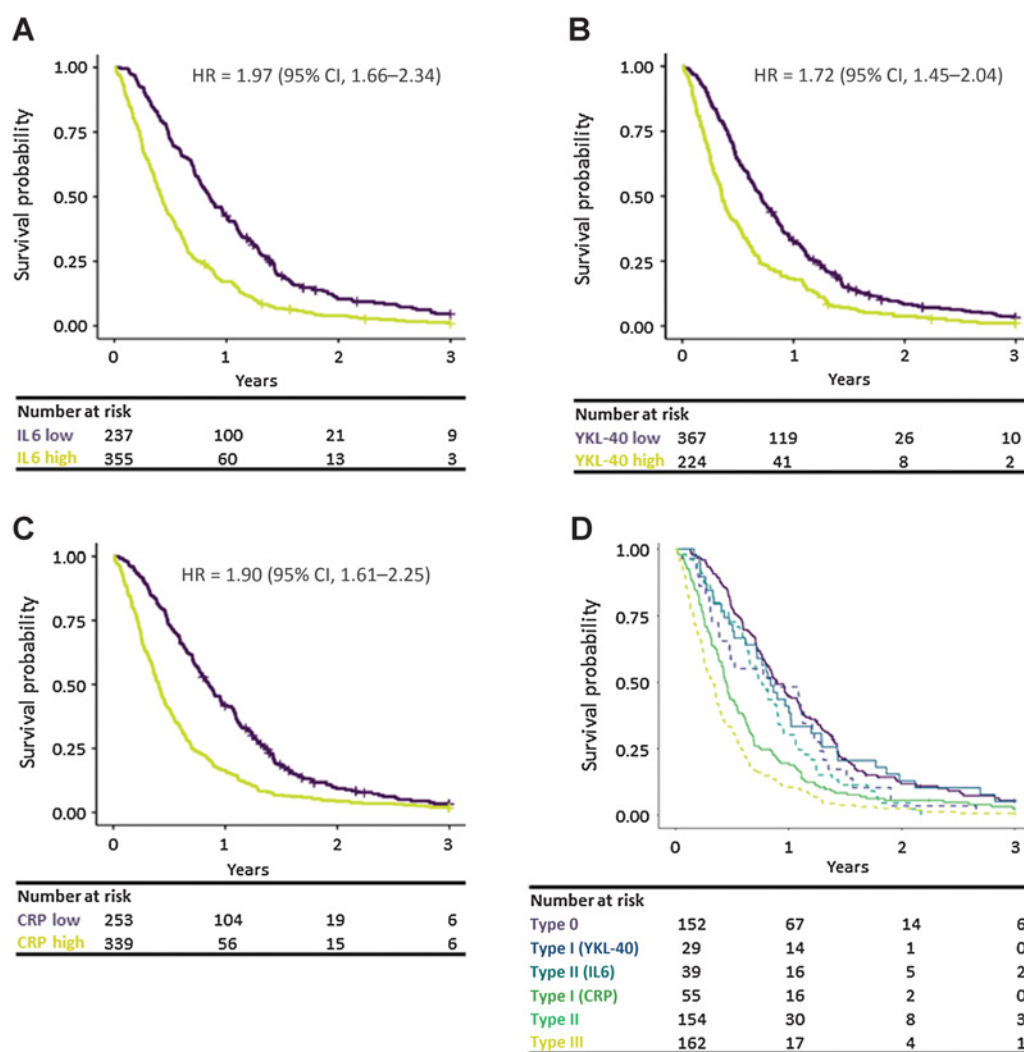 A
HR = 1.97 (95% CI, 1.66–2.34)
Survival probability
1.00
0.75
0.50
0.25
0.00
0 1 2 3
Years
Number at risk
IL6 low 237 100 21 9
IL6 high 355 60 13 3
B
HR = 1.72 (95% CI, 1.45–2.04)
Survival probability
1.00
0.75
0.50
0.25
0.00
0 1 2 3
Years
Number at risk
YKL-40 low 367 119 26 10
YKL-40 high 224 41 8 2
C
HR = 1.90 (95% CI, 1.61–2.25)
Survival probability
1.00
0.75
0.50
0.25
0.00
0 1 2 3
Years
Number at risk
CRP low 253 104 19 6
CRP high 339 56 15 6
D
Survival probability
1.00
0.75
0.50
0.25
0.00
0 1 2 3
Years
Number at risk
Type 0 152 67 14 6
Type I (YKL-40) 29 14 1 0
Type II (IL6) 39 16 5 2
Type I (CRP) 55 16 2 0
Type II 154 30 8 3
Type III 162 17 4 1